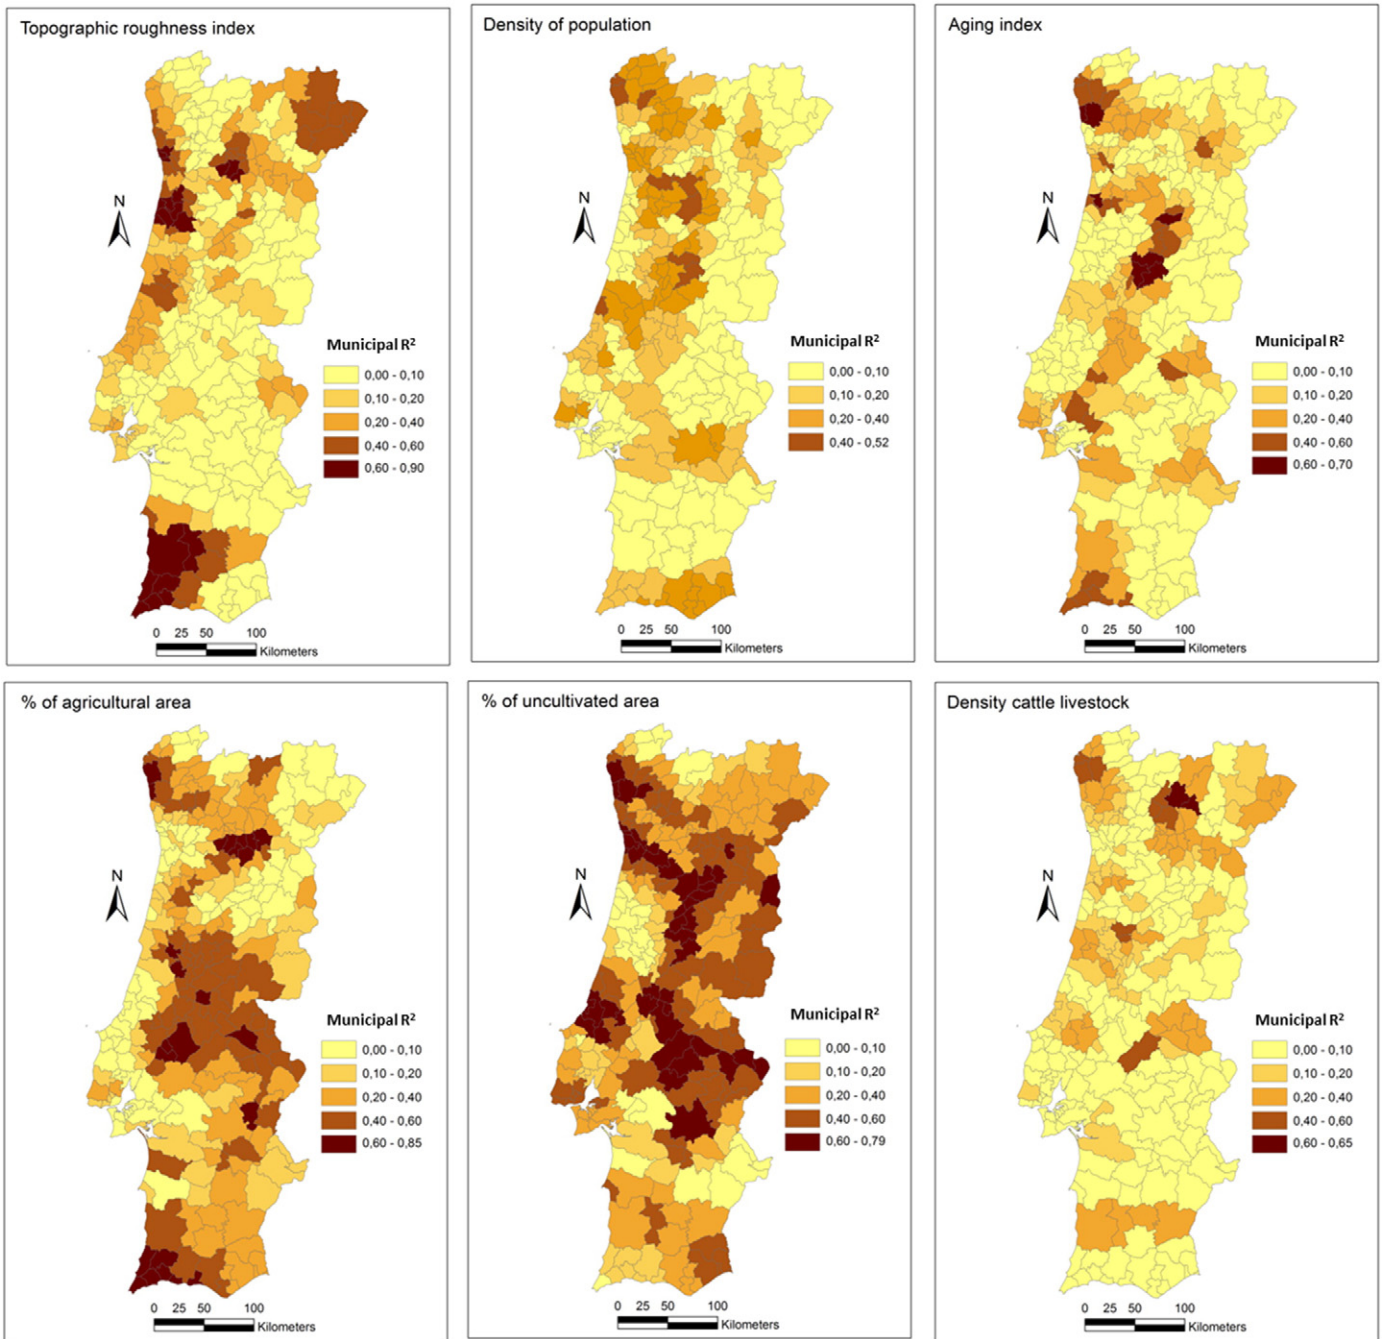 Topographic roughness index
N
Municipal R²
0,00 - 0,10
0,10 - 0,20
0,20 - 0,40
0,40 - 0,60
0,60 - 0,90
0 25 50 100
Kilometers
Density of population
N
Municipal R²
0,00 - 0,10
0,10 - 0,20
0,20 - 0,40
0,40 - 0,52
0 25 50 100
Kilometers
Aging index
N
Municipal R²
0,00 - 0,10
0,10 - 0,20
0,20 - 0,40
0,40 - 0,60
0,60 - 0,70
0 25 50 100
Kilometers
% of agricultural area
N
Municipal R²
0,00 - 0,10
0,10 - 0,20
0,20 - 0,40
0,40 - 0,60
0,60 - 0,85
0 25 50 100
Kilometers
% of uncultivated area
N
Municipal R²
0,00 - 0,10
0,10 - 0,20
0,20 - 0,40
0,40 - 0,60
0,60 - 0,79
0 25 50 100
Kilometers
Density cattle livestock
N
Municipal R²
0,00 - 0,10
0,10 - 0,20
0,20 - 0,40
0,40 - 0,60
0,60 - 0,65
0 25 50 100
Kilometers